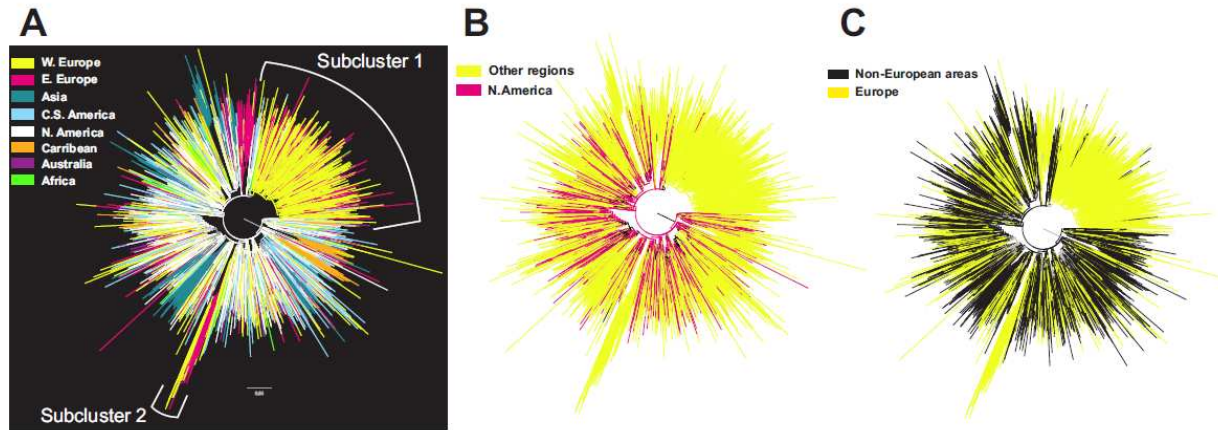 A
W. Europe
E. Europe
Asia
C.S. America
N. America
Carribean
Australia
Africa
Subcluster 1
Subcluster 2
B
Other regions
N.America
C
Non-European areas
Europe